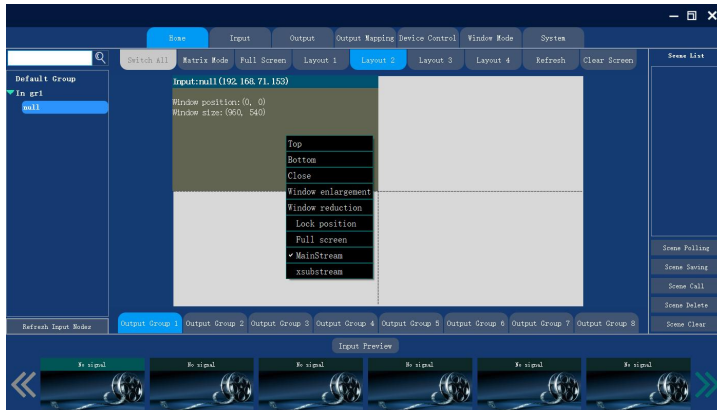 Home Input Output Output Mapping Device Control Window Mode System
Switch All Matrix Mode Full Screen Layout 1 Layout 2 Layout 3 Layout 4 Refresh Clear Screen
Scene List
Default Group
In gr1
null
Input:null(192.168.71.153)
Window position:(0, 0)
Window size:(960, 540)
Top
Bottom
Close
Window enlargement
Window reduction
Lock position
Full screen
✓ MainStream
xsubstream
Scene Polling
Scene Saving
Scene Call
Scene Delete
Scene Clear
Refresh Input Nodes
Output Group 1 Output Group 2 Output Group 3 Output Group 4 Output Group 5 Output Group 6 Output Group 7 Output Group 8
Input Preview
No signal No signal No signal No signal No signal No signal